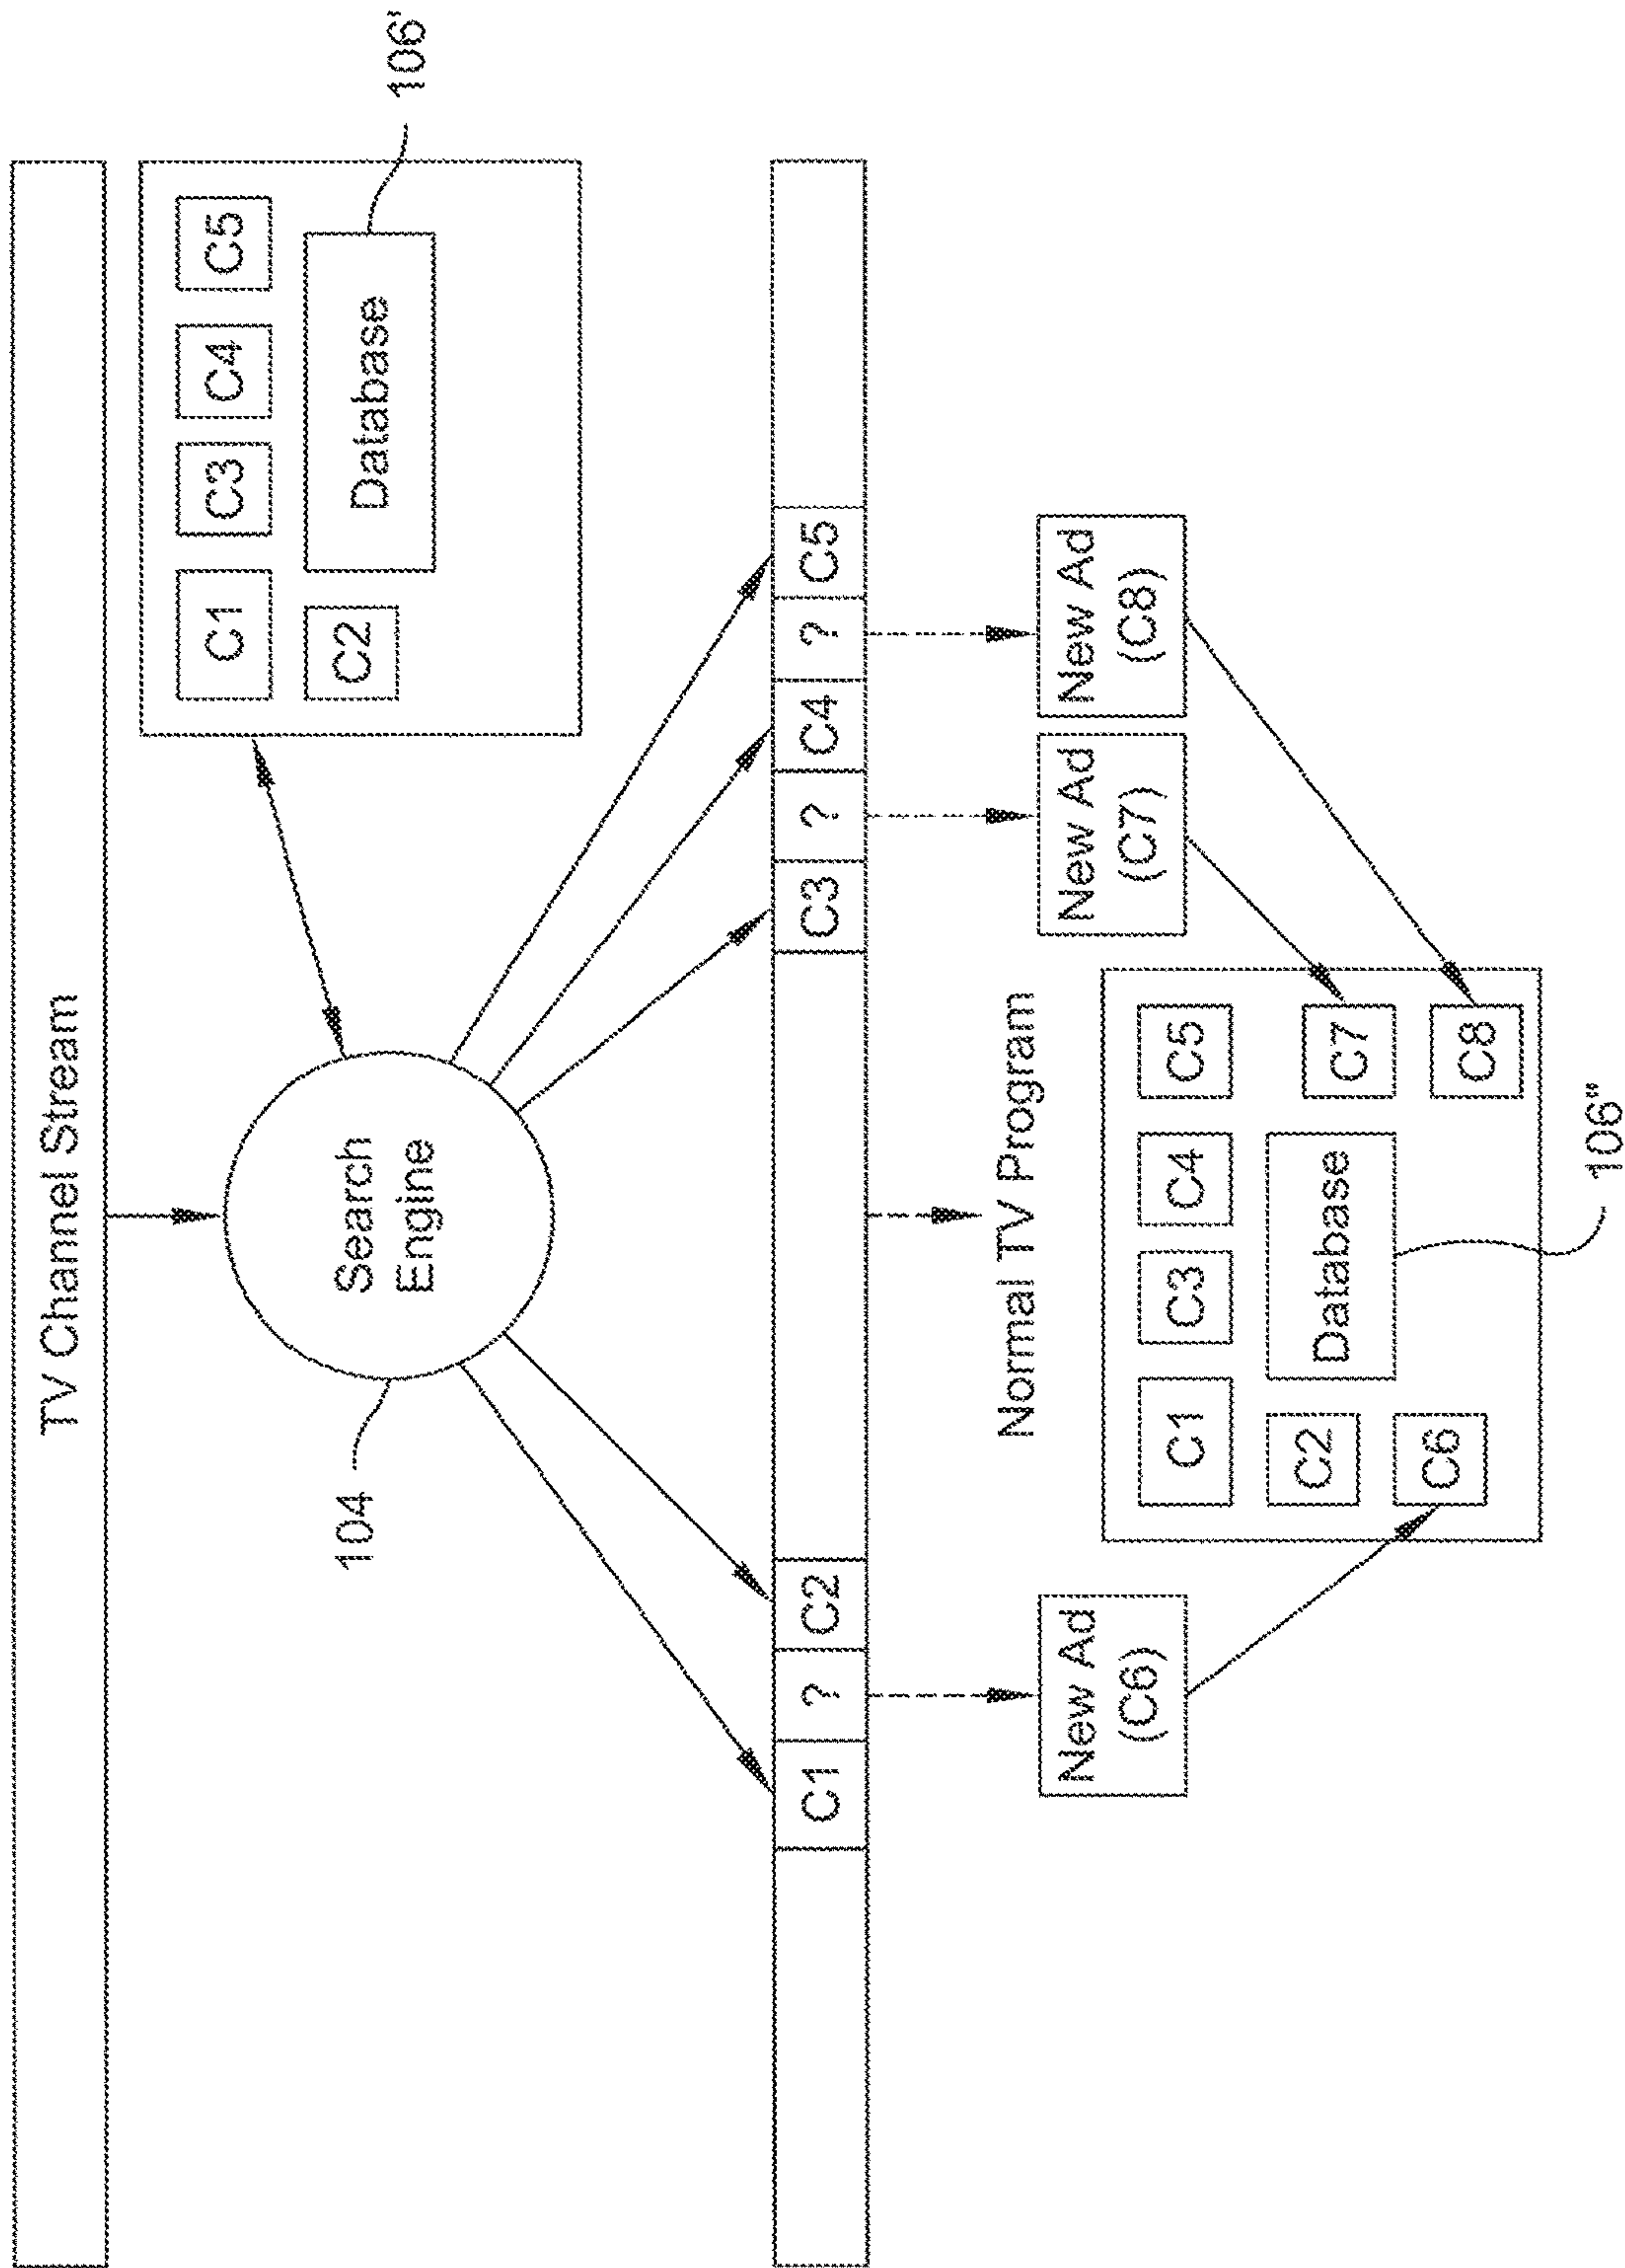 TV Channel Stream
106'
C1
C3
C4
C5
C2
Database
Search
Engine
104
C1
?
C2
C3
?
C4
?
C5
Normal TV Program
New Ad
(C6)
New Ad
(C7)
New Ad
(C8)
C1
C3
C4
C5
C2
Database
C7
C6
C8
106"